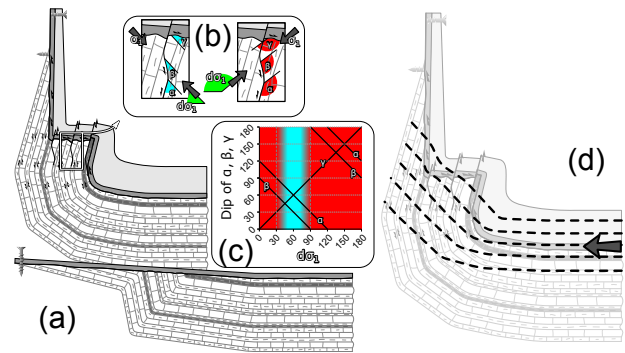 (b)
σ₁
γ
β
α
dσ₁
dσ₁
γ
β
α
σ₁
(c)
Dip of α, β, γ
180
150
120
90
60
30
0
β
γ
α
α
β
0 30 60 90 120 150 180
dσ₁
(a)
(d)